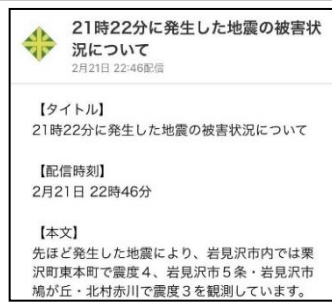 21時22分に発生した地震の被害状
況について
2月21日 22:46配信
【タイトル】
21時22分に発生した地震の被害状況について
【配信時刻】
2月21日 22時46分
【本文】
先ほど発生した地震により、岩見沢市内では栗
沢町東本町で震度４、岩見沢市５条・岩見沢市
鳩が丘・北村赤川で震度３を観測しています。